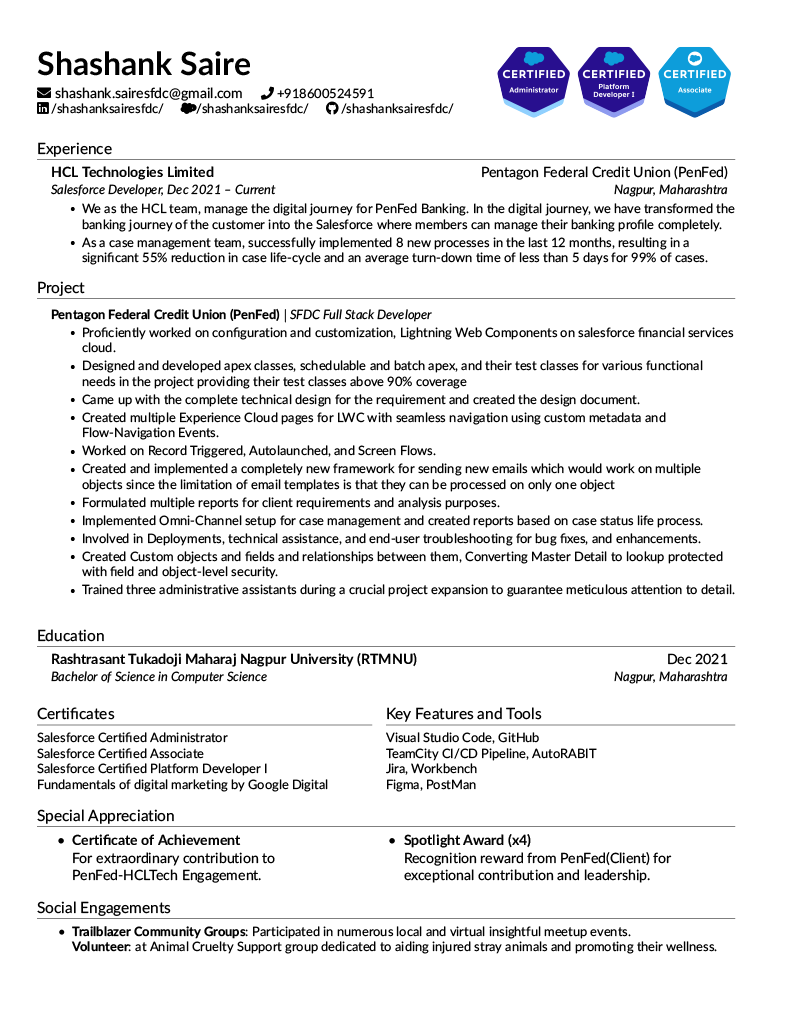 Shashank Saire
shashank.sairesfdc@gmail.com +918600524591
/shashanksairesfdc/ /shashanksairesfdc/ /shashanksairesfdc/
CERTIFIED
Administrator
CERTIFIED
Platform
Developer I
CERTIFIED
Associate
Experience
HCL Technologies Limited Pentagon Federal Credit Union (PenFed)
Salesforce Developer, Dec 2021 – Current Nagpur, Maharashtra
• We as the HCL team, manage the digital journey for PenFed Banking. In the digital journey, we have transformed the
banking journey of the customer into the Salesforce where members can manage their banking profile completely.
• As a case management team, successfully implemented 8 new processes in the last 12 months, resulting in a
significant 55% reduction in case life-cycle and an average turn-down time of less than 5 days for 99% of cases.
Project
Pentagon Federal Credit Union (PenFed) | SFDC Full Stack Developer
• Proficiently worked on configuration and customization, Lightning Web Components on salesforce financial services
cloud.
• Designed and developed apex classes, schedulable and batch apex, and their test classes for various functional
needs in the project providing their test classes above 90% coverage
• Came up with the complete technical design for the requirement and created the design document.
• Created multiple Experience Cloud pages for LWC with seamless navigation using custom metadata and
Flow-Navigation Events.
• Worked on Record Triggered, Autolaunched, and Screen Flows.
• Created and implemented a completely new framework for sending new emails which would work on multiple
objects since the limitation of email templates is that they can be processed on only one object
• Formulated multiple reports for client requirements and analysis purposes.
• Implemented Omni-Channel setup for case management and created reports based on case status life process.
• Involved in Deployments, technical assistance, and end-user troubleshooting for bug fixes, and enhancements.
• Created Custom objects and fields and relationships between them, Converting Master Detail to lookup protected
with field and object-level security.
• Trained three administrative assistants during a crucial project expansion to guarantee meticulous attention to detail.
Education
Rashtrasant Tukadoji Maharaj Nagpur University (RTMNU) Dec 2021
Bachelor of Science in Computer Science Nagpur, Maharashtra
Certificates
Salesforce Certified Administrator
Salesforce Certified Associate
Salesforce Certified Platform Developer I
Fundamentals of digital marketing by Google Digital
Key Features and Tools
Visual Studio Code, GitHub
TeamCity CI/CD Pipeline, AutoRABIT
Jira, Workbench
Figma, PostMan
Special Appreciation
• Certificate of Achievement
For extraordinary contribution to
PenFed-HCLTech Engagement.
• Spotlight Award (x4)
Recognition reward from PenFed(Client) for
exceptional contribution and leadership.
Social Engagements
• Trailblazer Community Groups: Participated in numerous local and virtual insightful meetup events.
Volunteer: at Animal Cruelty Support group dedicated to aiding injured stray animals and promoting their wellness.